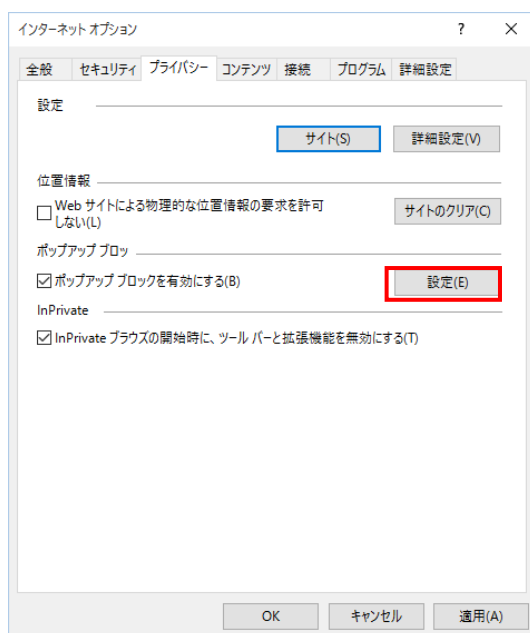 インターネット オプション ? ×
全般 セキュリティ プライバシー コンテンツ 接続 プログラム 詳細設定
設定
サイト(S) 詳細設定(V)
位置情報
Web サイトによる物理的な位置情報の要求を許可
しない(L)
サイトのクリア(C)
ポップアップ ブロッ
ポップアップ ブロックを有効にする(B) 設定(E)
InPrivate
InPrivate ブラウズの開始時に、ツール バーと拡張機能を無効にする(T)
OK キャンセル 適用(A)